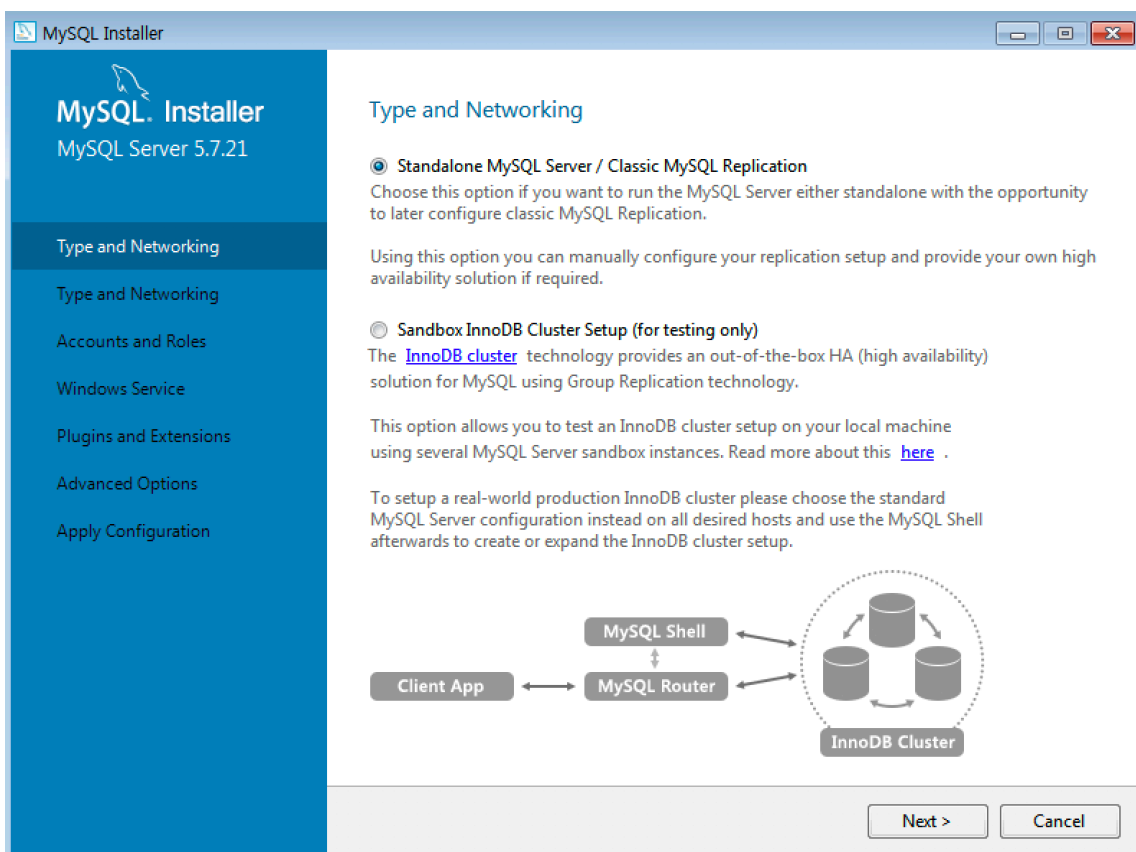 MySQL Installer
MySQL. Installer
MySQL Server 5.7.21
Type and Networking
Type and Networking
Accounts and Roles
Windows Service
Plugins and Extensions
Advanced Options
Apply Configuration
Type and Networking
Standalone MySQL Server / Classic MySQL Replication
Choose this option if you want to run the MySQL Server either standalone with the opportunity
to later configure classic MySQL Replication.
Using this option you can manually configure your replication setup and provide your own high
availability solution if required.
Sandbox InnoDB Cluster Setup (for testing only)
The InnoDB cluster technology provides an out-of-the-box HA (high availability)
solution for MySQL using Group Replication technology.
This option allows you to test an InnoDB cluster setup on your local machine
using several MySQL Server sandbox instances. Read more about this here .
To setup a real-world production InnoDB cluster please choose the standard
MySQL Server configuration instead on all desired hosts and use the MySQL Shell
afterwards to create or expand the InnoDB cluster setup.
MySQL Shell
Client App
MySQL Router
InnoDB Cluster
Next >
Cancel